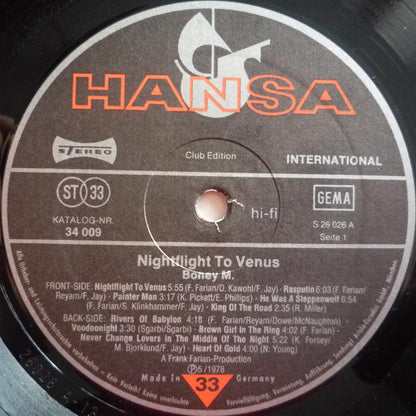 HANSA
STEREO
Club Edition
INTERNATIONAL
ST 33
GEMA
KATALOG-NR.
34 009
hi-fi
S 26 026 A
Seite 1
Nightflight To Venus
Boney M.
FRONT-SIDE: Nightflight To Venus 5:55 (F. Farian/D. Kawohl/F. Jay) - Rasputin 6:03 (F. Farian/
Reyam/F. Jay) - Painter Man 3:17 (K. Pickett/E. Phillips) - He Was A Steppenwolf 6:54
(F. Farian/S. Klinkhammer/F. Jay) - King Of The Road 2:35 (R. Miller)
BACK-SIDE: Rivers Of Babylon 4:18 (F. Farian/Reyam/Dowe/McNaughton) -
Voodoonight 3:30 (Sgarbi/Sgarbi) - Brown Girl In The Ring 4:02 (F. Farian) -
Never Change Lovers In The Middle Of The Night 5:22 (K. Forsey/
M. Bjorklund/F. Jay) - Heart Of Gold 4:00 (N. Young)
A Frank Farian-Production
Ⓟ 5/1978
Made in 33 Germany